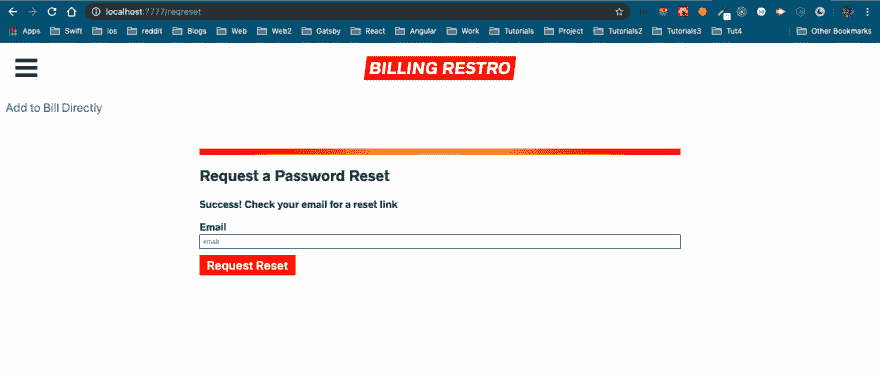 localhost:7777/reqreset
Apps Swift ios reddit Blogs Web Web2 Gatsby React Angular Work Tutorials Project Tutorials2 Tutorials3 Tut4 Other Bookmarks
BILLING RESTRO
Add to Bill Directly
Request a Password Reset
Success! Check your email for a reset link
Email
email
Request Reset